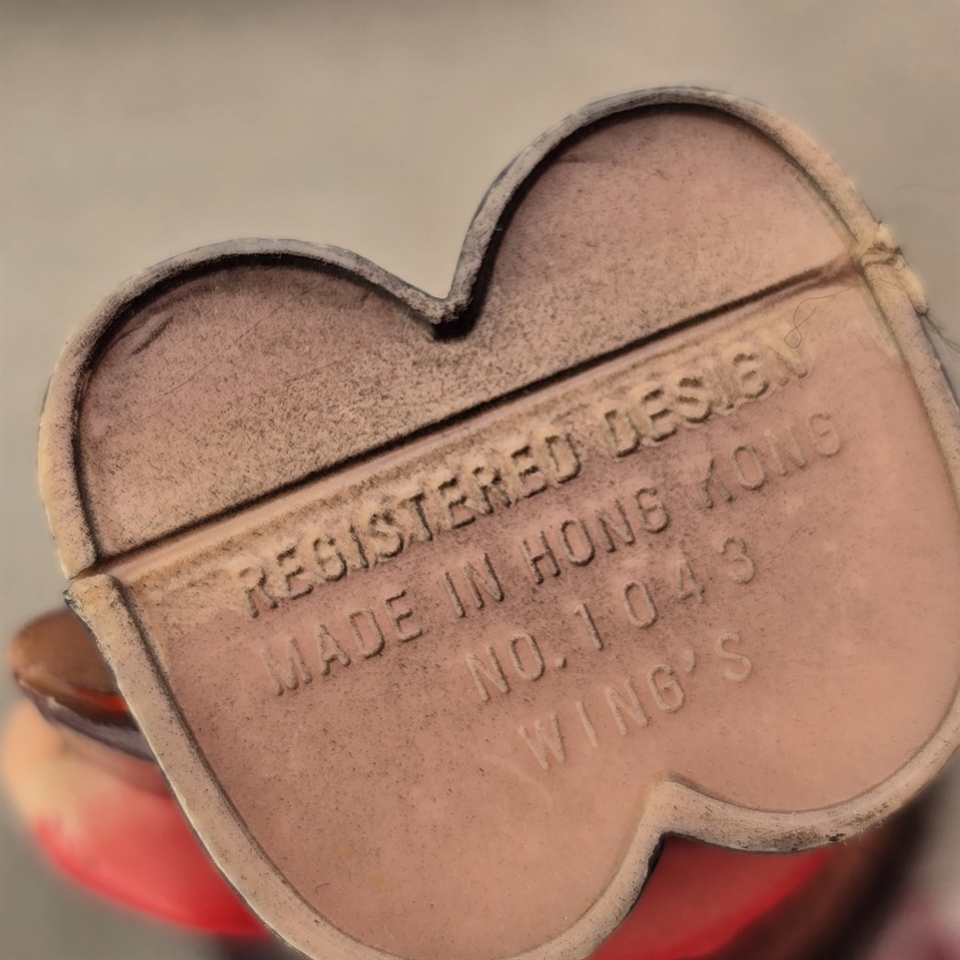 REGISTERED DESIGN
MADE IN HONG KONG
NO. 1043
WING'S